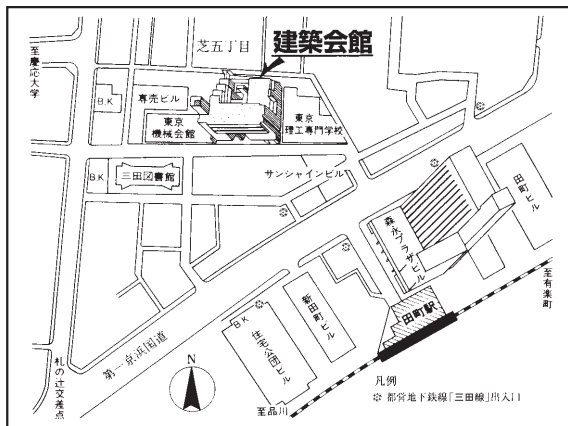 建築会館
芝五丁目
至慶応大学
B.K
専売ビル
東京
機械会館
東京
理工専門学校
B.K
三田図書館
サンシャインビル
森永プラザビル
田町ビル
至有楽町
田町駅
新田町ビル
B.K
住宅公団ビル
第一京浜国道
札の辻交差点
N
至品川
凡例
都営地下鉄線「三田線」出入口